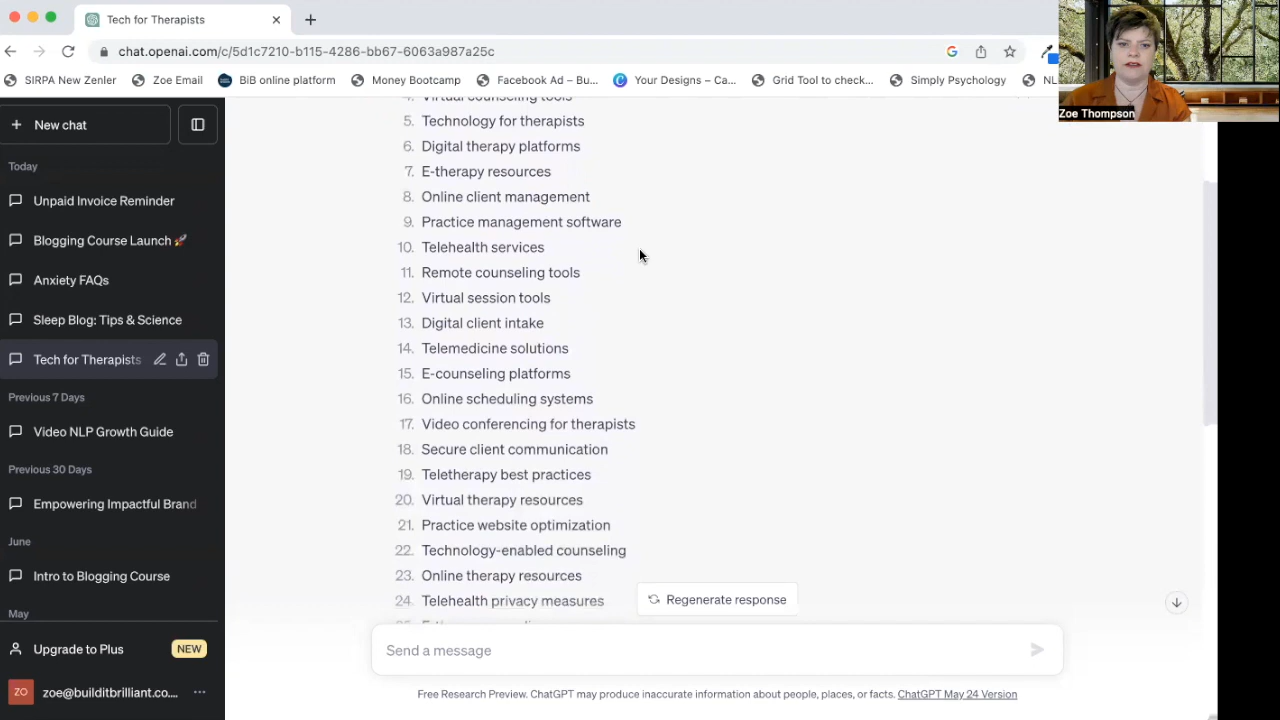 Tech for Therapists
chat.openai.com/c/5d1c7210-b115-4286-bb67-6063a987a25c
SIRPA New Zenler
Zoe Email
BiB online platform
Money Bootcamp
Facebook Ad – Bu...
Your Designs – Ca...
Grid Tool to check...
Simply Psychology
NL
Zoe Thompson
New chat
Today
Unpaid Invoice Reminder
Blogging Course Launch 🚀
Anxiety FAQs
Sleep Blog: Tips & Science
Tech for Therapists
Previous 7 Days
Video NLP Growth Guide
Previous 30 Days
Empowering Impactful Brand
June
Intro to Blogging Course
May
Upgrade to Plus NEW
ZO zoe@builditbrilliant.co....
4. Virtual counseling tools
5. Technology for therapists
6. Digital therapy platforms
7. E-therapy resources
8. Online client management
9. Practice management software
10. Telehealth services
11. Remote counseling tools
12. Virtual session tools
13. Digital client intake
14. Telemedicine solutions
15. E-counseling platforms
16. Online scheduling systems
17. Video conferencing for therapists
18. Secure client communication
19. Teletherapy best practices
20. Virtual therapy resources
21. Practice website optimization
22. Technology-enabled counseling
23. Online therapy resources
24. Telehealth privacy measures
Regenerate response
Send a message
Free Research Preview. ChatGPT may produce inaccurate information about people, places, or facts. ChatGPT May 24 Version